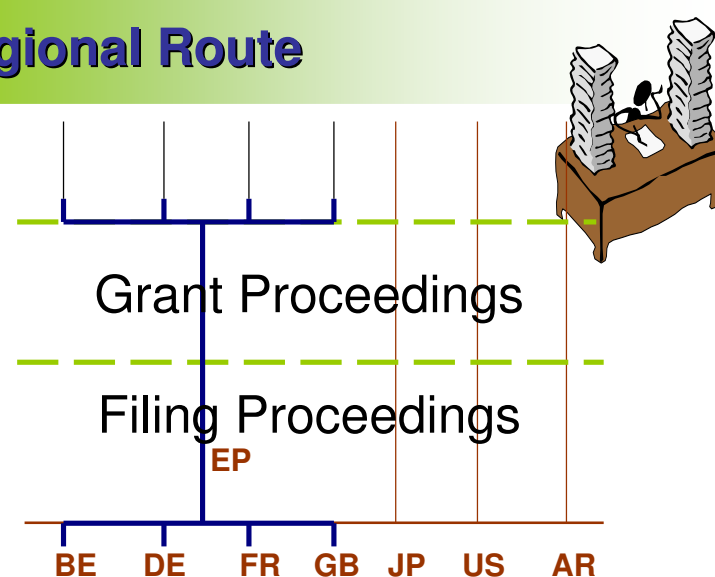 gional Route
Grant Proceedings
Filing Proceedings
EP
BE DE FR GB JP US AR